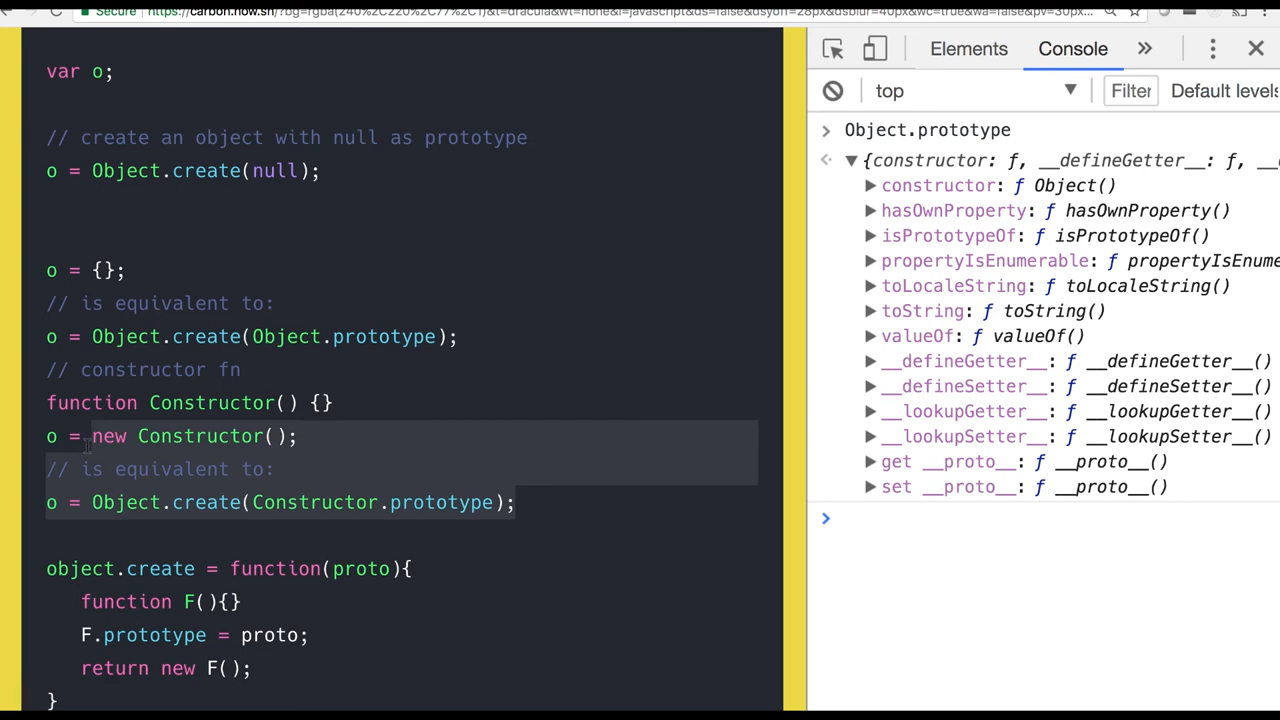 Secure https://carbon.now.sh/?bg=rgba(240%2C220%2C77%2C1)&t=dracula&wt=none&l=javascript&ds=false&dsyoff=28px&dsblur=40px&wc=true&wa=false&pv=30px...
var o;
// create an object with null as prototype
o = Object.create(null);
o = {};
// is equivalent to:
o = Object.create(Object.prototype);
// constructor fn
function Constructor() {}
o = new Constructor();
// is equivalent to:
o = Object.create(Constructor.prototype);
object.create = function(proto){
function F(){}
F.prototype = proto;
return new F();
}
Elements Console »
top Filter Default levels
> Object.prototype
{constructor: ƒ, __defineGetter__: ƒ, __
constructor: ƒ Object()
hasOwnProperty: ƒ hasOwnProperty()
isPrototypeOf: ƒ isPrototypeOf()
propertyIsEnumerable: ƒ propertyIsEnume
toLocaleString: ƒ toLocaleString()
toString: ƒ toString()
valueOf: ƒ valueOf()
__defineGetter__: ƒ __defineGetter__()
__defineSetter__: ƒ __defineSetter__()
__lookupGetter__: ƒ __lookupGetter__()
__lookupSetter__: ƒ __lookupSetter__()
get __proto__: ƒ __proto__()
set __proto__: ƒ __proto__()
>